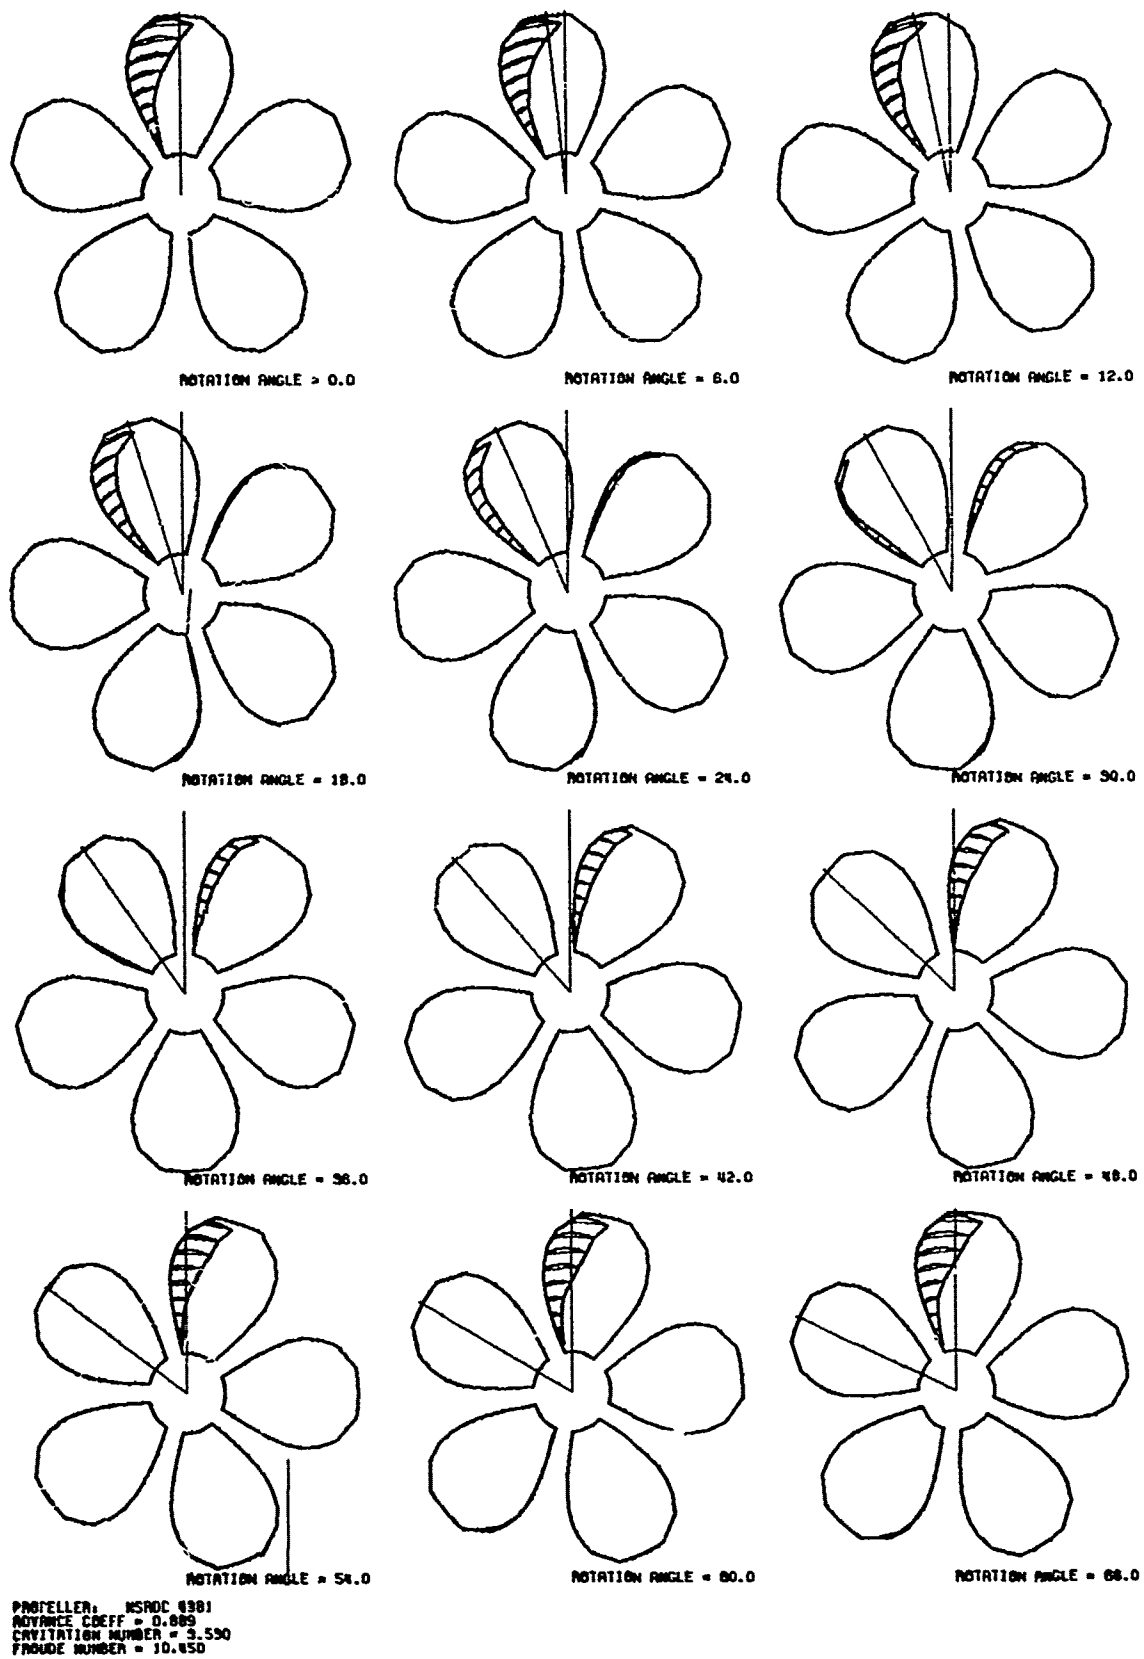 ROTATION ANGLE = 0.0
ROTATION ANGLE = 6.0
ROTATION ANGLE = 12.0
ROTATION ANGLE = 18.0
ROTATION ANGLE = 24.0
ROTATION ANGLE = 30.0
ROTATION ANGLE = 36.0
ROTATION ANGLE = 42.0
ROTATION ANGLE = 48.0
ROTATION ANGLE = 54.0
ROTATION ANGLE = 60.0
ROTATION ANGLE = 66.0
PROPELLER: NSRDC 4381
ADVANCE COEFF = 0.889
CAVITATION NUMBER = 3.530
FROUDE NUMBER =